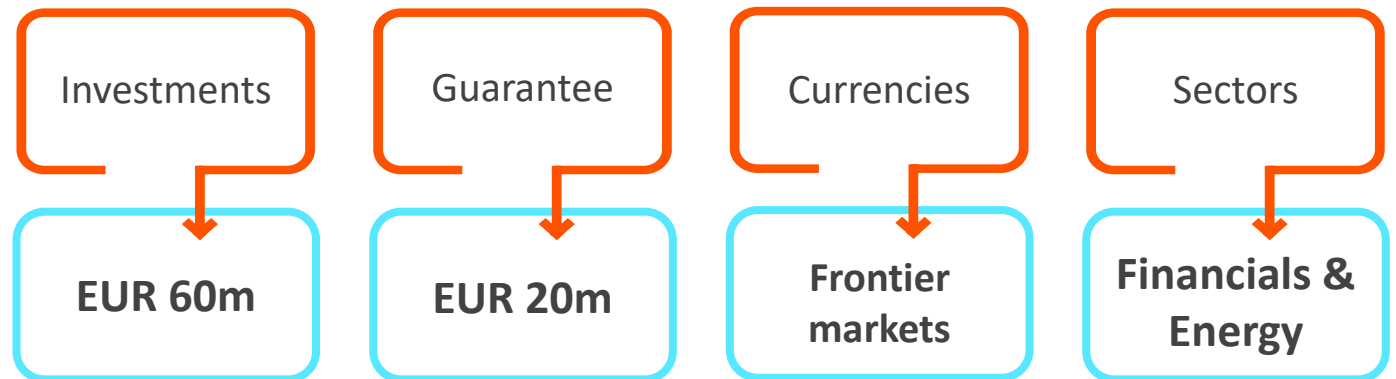 Investments
Guarantee
Currencies
Sectors
EUR 60m
EUR 20m
Frontier
markets
Financials &
Energy